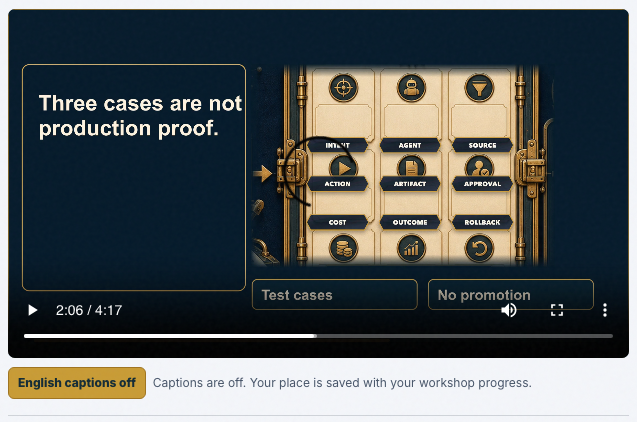 Three cases are not
production proof.
INTENT
AGENT
SOURCE
ACTION
ARTIFACT
APPROVAL
COST
OUTCOME
ROLLBACK
Test cases
No promotion
2:06 / 4:17
English captions off
Captions are off. Your place is saved with your workshop progress.